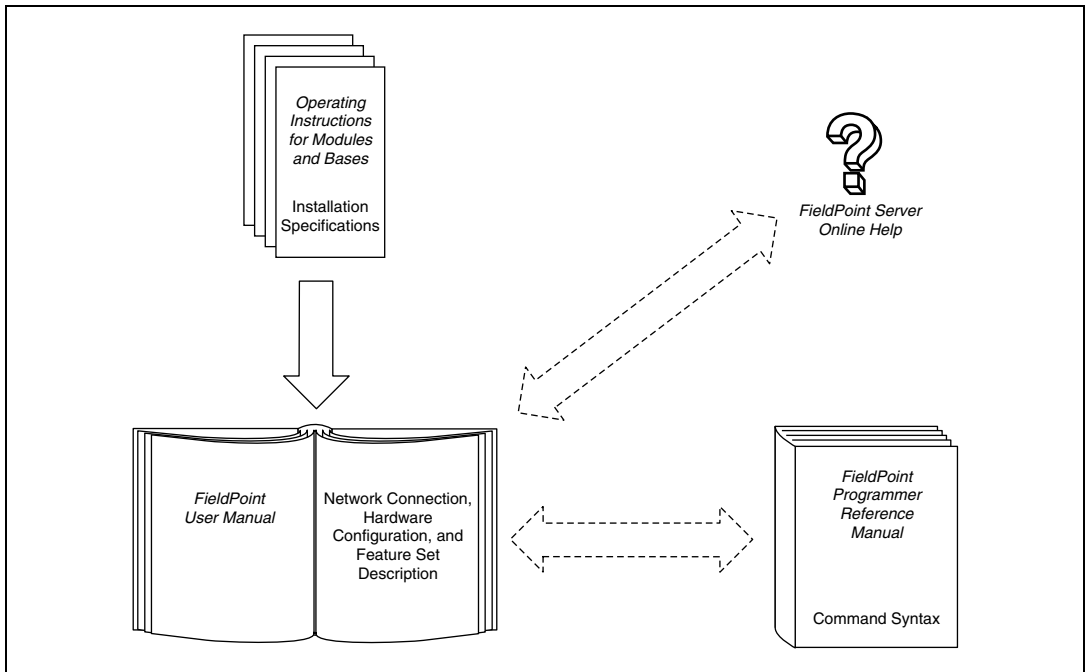 Operating
Instructions
for Modules
and Bases
Installation
Specifications
FieldPoint Server
Online Help
FieldPoint
User Manual
Network Connection,
Hardware
Configuration, and
Feature Set
Description
FieldPoint
Programmer
Reference
Manual
Command Syntax